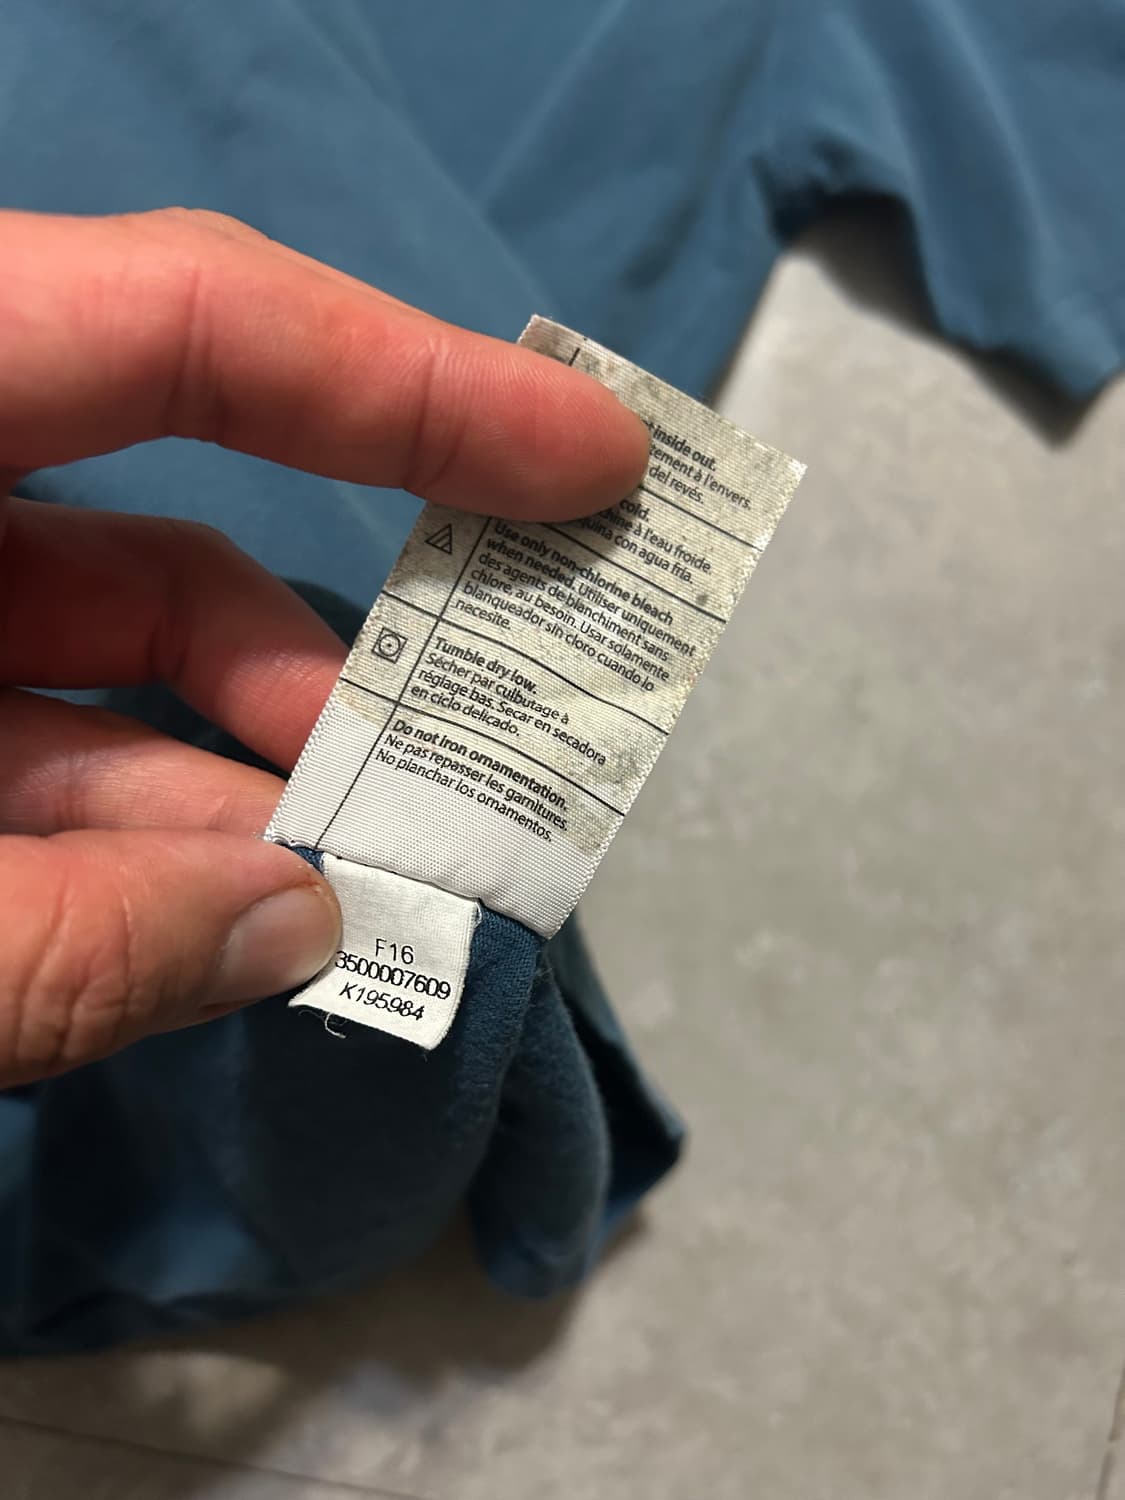 inside out.
à l'envers.
del revés.
cold.
à l'eau froide.
con agua fría.
Use only non-chlorine bleach
when needed. Utiliser uniquement
des agents de blanchiment sans
chlore, au besoin. Usar solamente
blanqueador sin cloro cuando lo
necesite.
Tumble dry low.
Sécher par culbutage à
réglage bas. Secar en secadora
en ciclo delicado.
Do not iron ornamentation.
Ne pas repasser les garnitures.
No planchar los ornamentos.
F16
3500007609
K195984